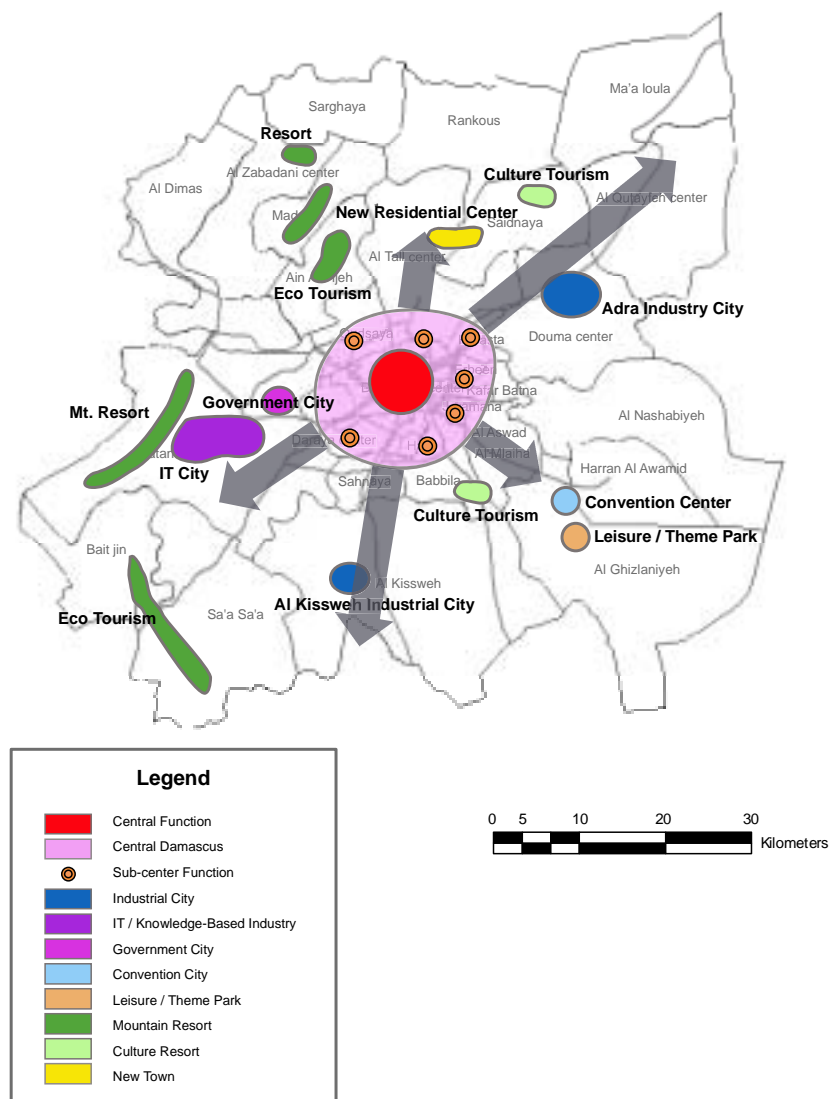 Ma'a loula
Sarghaya
Rankous
Resort
Al Zabadani center
Culture Tourism
Al Dimas
Al Qutayfeh center
New Residential Center
Saidnaya
Al Tall center
Eco Tourism
Adra Industry City
Douma center
Government City
Kafar Batna
Mt. Resort
Al Nashabiyeh
IT City
Al Aswad
Al Mlaiha
Harran Al Awamid
Sahnaya
Babbila
Convention Center
Culture Tourism
Leisure / Theme Park
Bait jin
Al Ghizlaniyeh
Al Kissweh
Al Kissweh Industrial City
Eco Tourism
Sa'a Sa'a
Legend
Central Function
Central Damascus
Sub-center Function
Industrial City
IT / Knowledge-Based Industry
Government City
Convention City
Leisure / Theme Park
Mountain Resort
Culture Resort
New Town
0 5 10 20 30
Kilometers